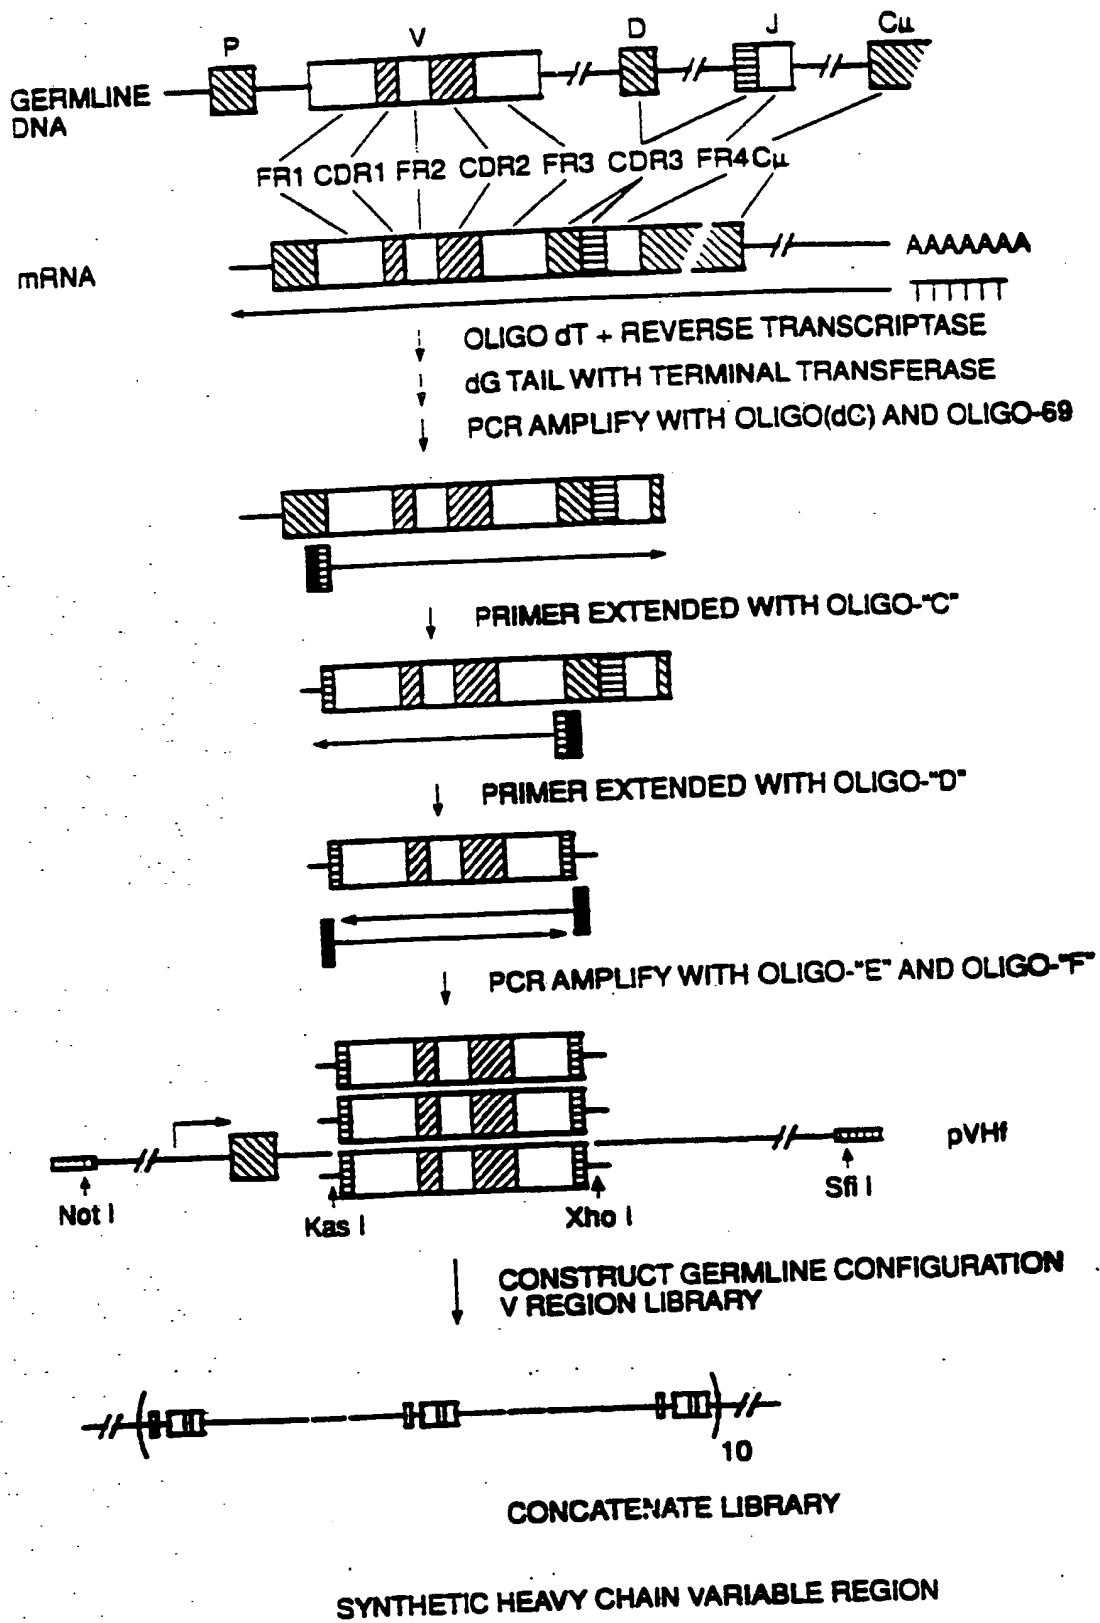 P V D J Cμ
GERMLINE
DNA
FR1 CDR1 FR2 CDR2 FR3 CDR3 FR4 Cμ
mRNA
AAAAAAA
TTTTTT
OLIGO dT + REVERSE TRANSCRIPTASE
dG TAIL WITH TERMINAL TRANSFERASE
PCR AMPLIFY WITH OLIGO(dC) AND OLIGO-69
PRIMER EXTENDED WITH OLIGO-"C"
PRIMER EXTENDED WITH OLIGO-"D"
PCR AMPLIFY WITH OLIGO-"E" AND OLIGO-"F"
pVHf
Not I Kas I Xho I Sfi I
CONSTRUCT GERMLINE CONFIGURATION
V REGION LIBRARY
10
CONCATENATE LIBRARY
SYNTHETIC HEAVY CHAIN VARIABLE REGION